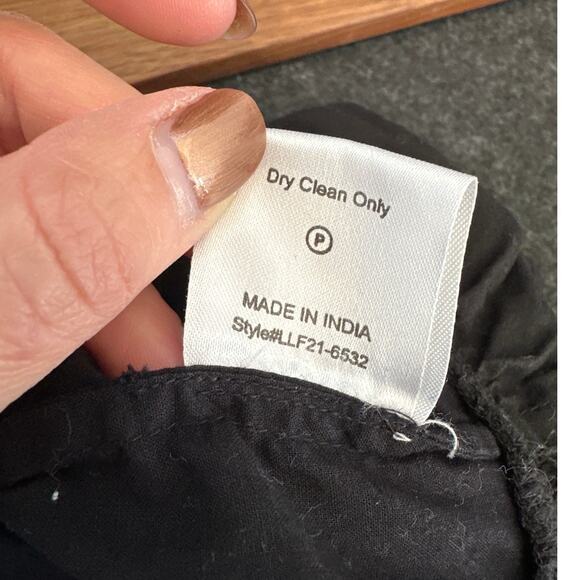 Dry Clean Only
P
MADE IN INDIA
Style#LLF21-6532